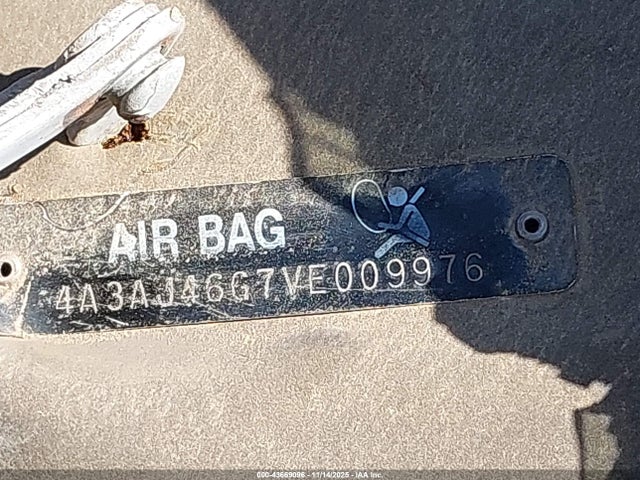 AIR BAG
4A3AJ46G7VE009976
000-43669096 - 11/14/2025 - IAA Inc.